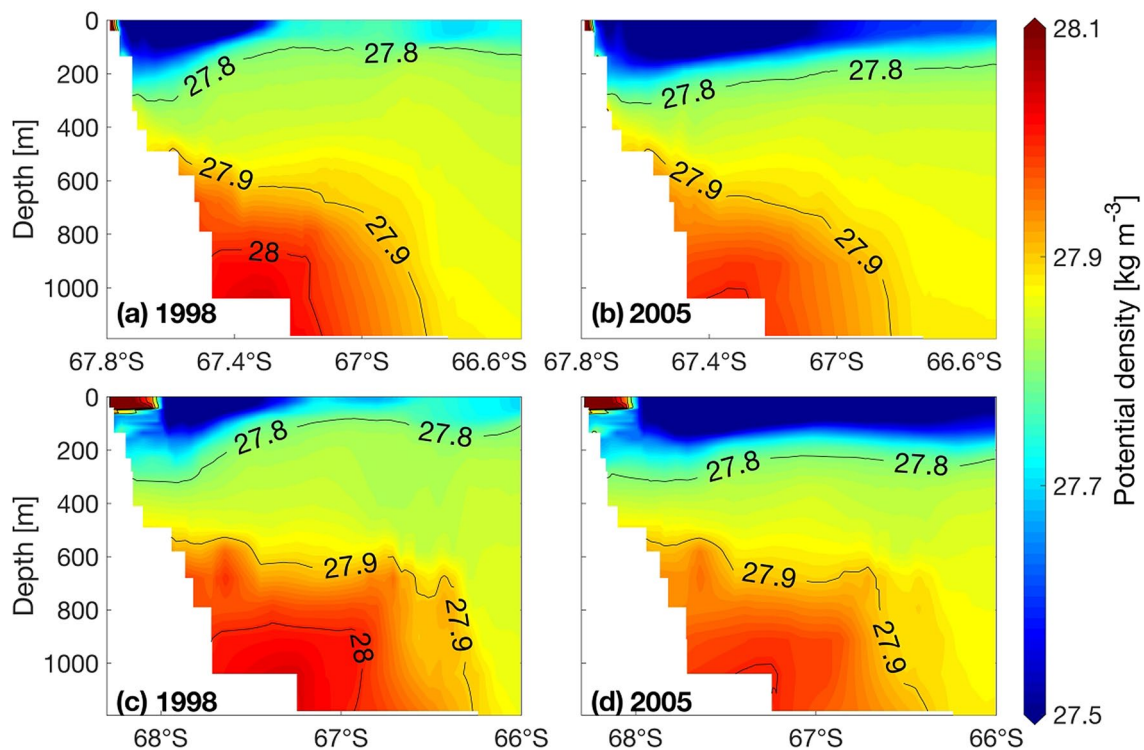 0
200
400
600
800
1000
Depth [m]
27.8
27.8
27.9
27.9
28
(a) 1998
67.8°S
67.4°S
67°S
66.6°S
27.8
27.8
27.9
27.9
(b) 2005
67.8°S
67.4°S
67°S
66.6°S
0
200
400
600
800
1000
Depth [m]
27.8
27.8
27.9
27.9
28
(c) 1998
68°S
67°S
66°S
27.8
27.8
27.9
27.9
(d) 2005
68°S
67°S
66°S
28.1
27.9
27.7
27.5
Potential density [kg m⁻³]